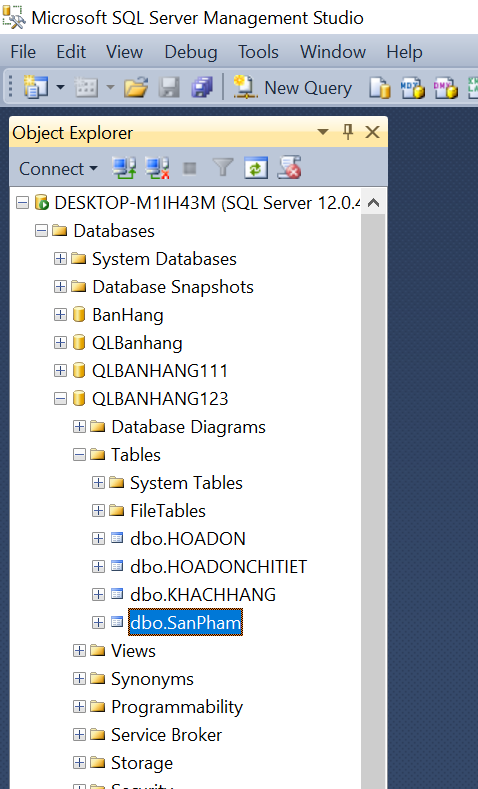 Microsoft SQL Server Management Studio
File Edit View Debug Tools Window Help
New Query
Object Explorer
Connect
DESKTOP-M1IH43M (SQL Server 12.0.4
Databases
System Databases
Database Snapshots
BanHang
QLBanhang
QLBANHANG111
QLBANHANG123
Database Diagrams
Tables
System Tables
FileTables
dbo.HOADON
dbo.HOADONCHITIET
dbo.KHACHHANG
dbo.SanPham
Views
Synonyms
Programmability
Service Broker
Storage
Security